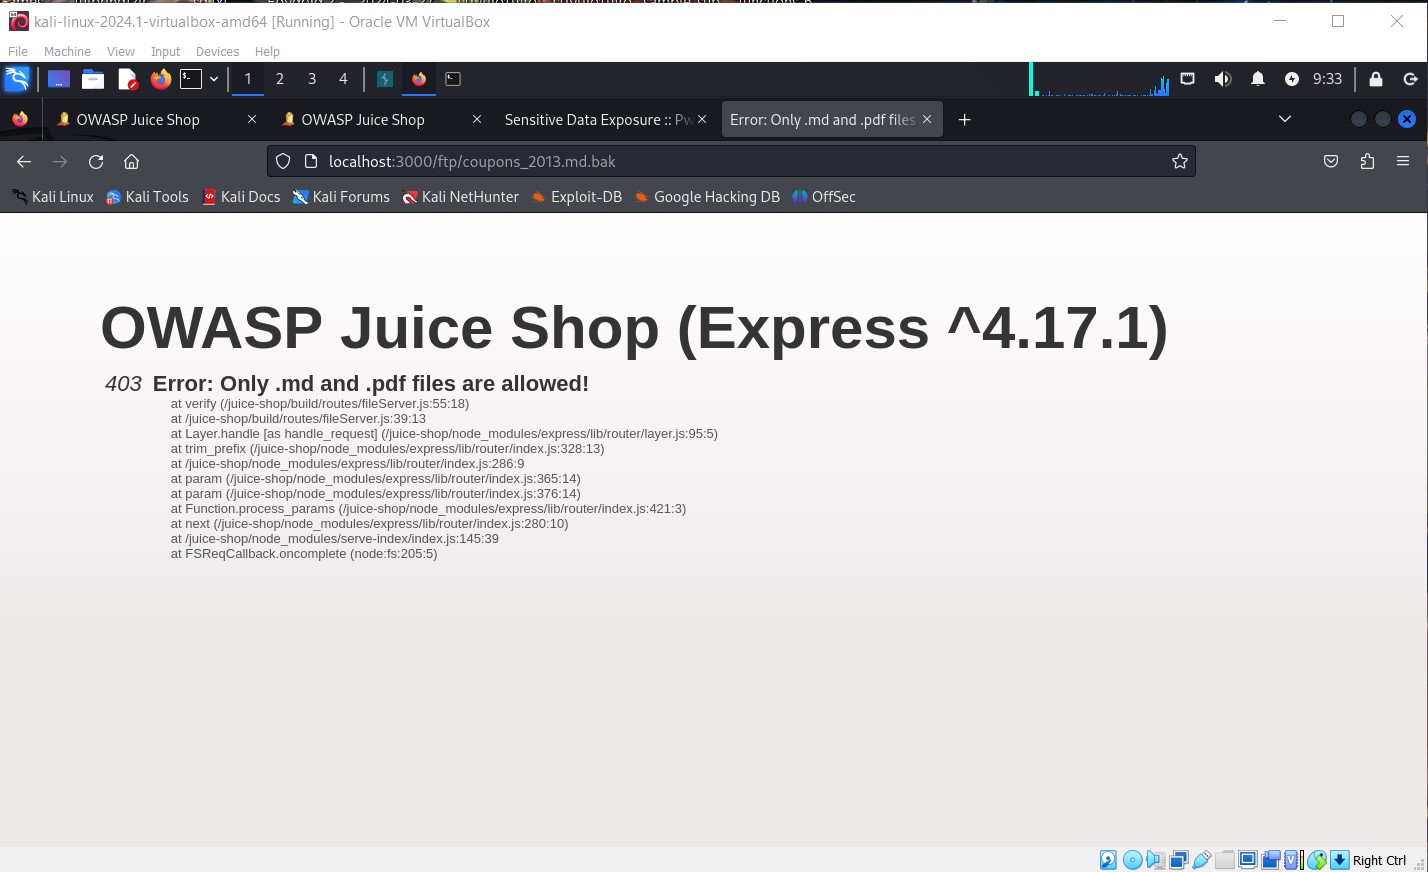 kali-linux-2024.1-virtualbox-amd64 [Running] - Oracle VM VirtualBox
File Machine View Input Devices Help
1 2 3 4 9:33
OWASP Juice Shop OWASP Juice Shop Sensitive Data Exposure :: Pw Error: Only .md and .pdf files
localhost:3000/ftp/coupons_2013.md.bak
Kali Linux Kali Tools Kali Docs Kali Forums Kali NetHunter Exploit-DB Google Hacking DB OffSec
OWASP Juice Shop (Express ^4.17.1)
403 Error: Only .md and .pdf files are allowed!
at verify (/juice-shop/build/routes/fileServer.js:55:18)
at /juice-shop/build/routes/fileServer.js:39:13
at Layer.handle [as handle_request] (/juice-shop/node_modules/express/lib/router/layer.js:95:5)
at trim_prefix (/juice-shop/node_modules/express/lib/router/index.js:328:13)
at /juice-shop/node_modules/express/lib/router/index.js:286:9
at param (/juice-shop/node_modules/express/lib/router/index.js:365:14)
at param (/juice-shop/node_modules/express/lib/router/index.js:376:14)
at Function.process_params (/juice-shop/node_modules/express/lib/router/index.js:421:3)
at next (/juice-shop/node_modules/express/lib/router/index.js:280:10)
at /juice-shop/node_modules/serve-index/index.js:145:39
at FSReqCallback.oncomplete (node:fs:205:5)
Right Ctrl